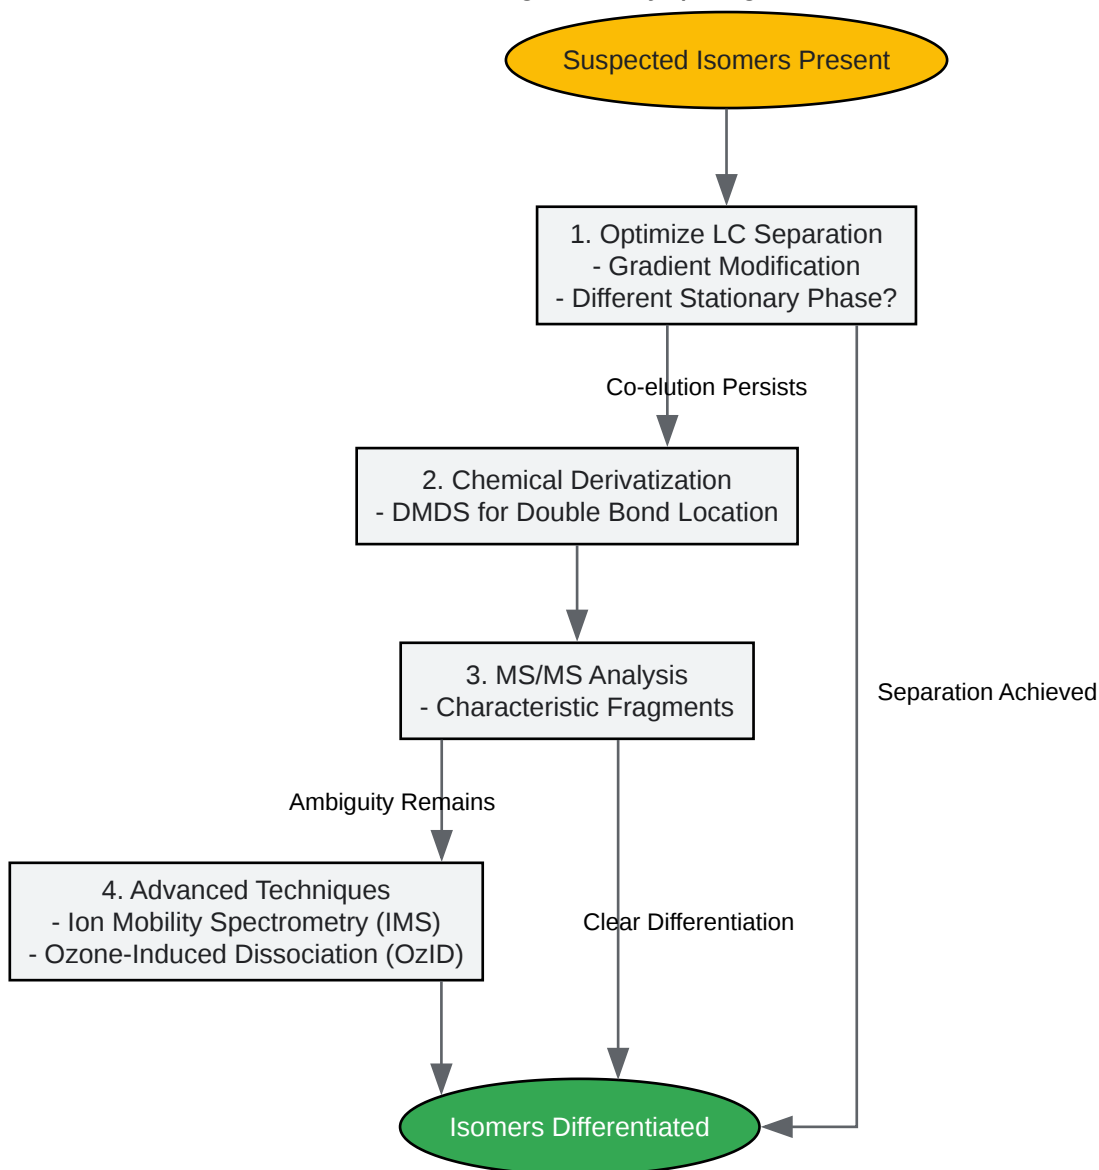 Suspected Isomers Present
1. Optimize LC Separation
- Gradient Modification
- Different Stationary Phase?
Co-elution Persists
2. Chemical Derivatization
- DMDS for Double Bond Location
3. MS/MS Analysis
- Characteristic Fragments
Separation Achieved
Ambiguity Remains
4. Advanced Techniques
- Ion Mobility Spectrometry (IMS)
- Ozone-Induced Dissociation (OzID)
Clear Differentiation
Isomers Differentiated